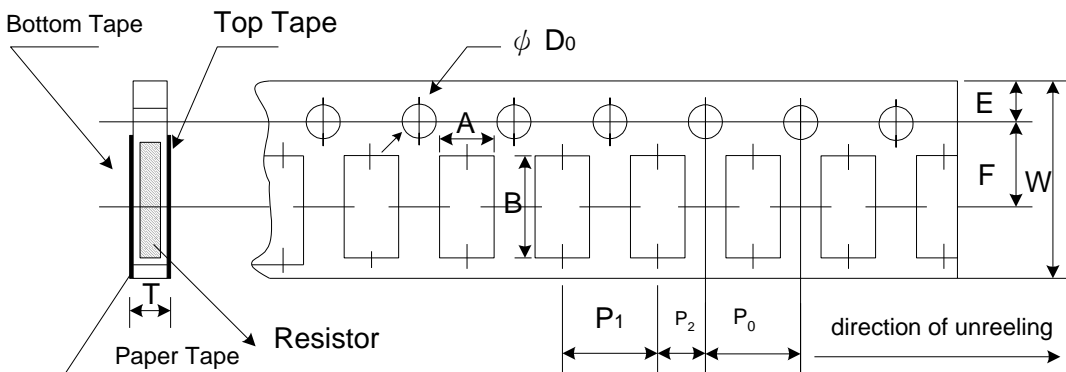 Bottom Tape
Top Tape
ψ D0
E
A
F
W
B
T
P1
P2
P0
Resistor
direction of unreeling
Paper Tape